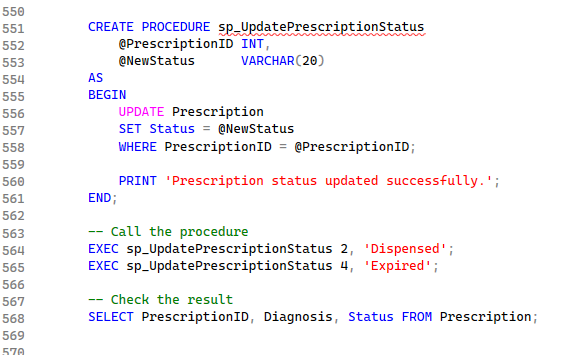 550
551 CREATE PROCEDURE sp_UpdatePrescriptionStatus
552 @PrescriptionID INT,
553 @NewStatus VARCHAR(20)
554 AS
555 BEGIN
556 UPDATE Prescription
557 SET Status = @NewStatus
558 WHERE PrescriptionID = @PrescriptionID;
559
560 PRINT 'Prescription status updated successfully.';
561 END;
562
563 -- Call the procedure
564 EXEC sp_UpdatePrescriptionStatus 2, 'Dispensed';
565 EXEC sp_UpdatePrescriptionStatus 4, 'Expired';
566
567 -- Check the result
568 SELECT PrescriptionID, Diagnosis, Status FROM Prescription;
569
570